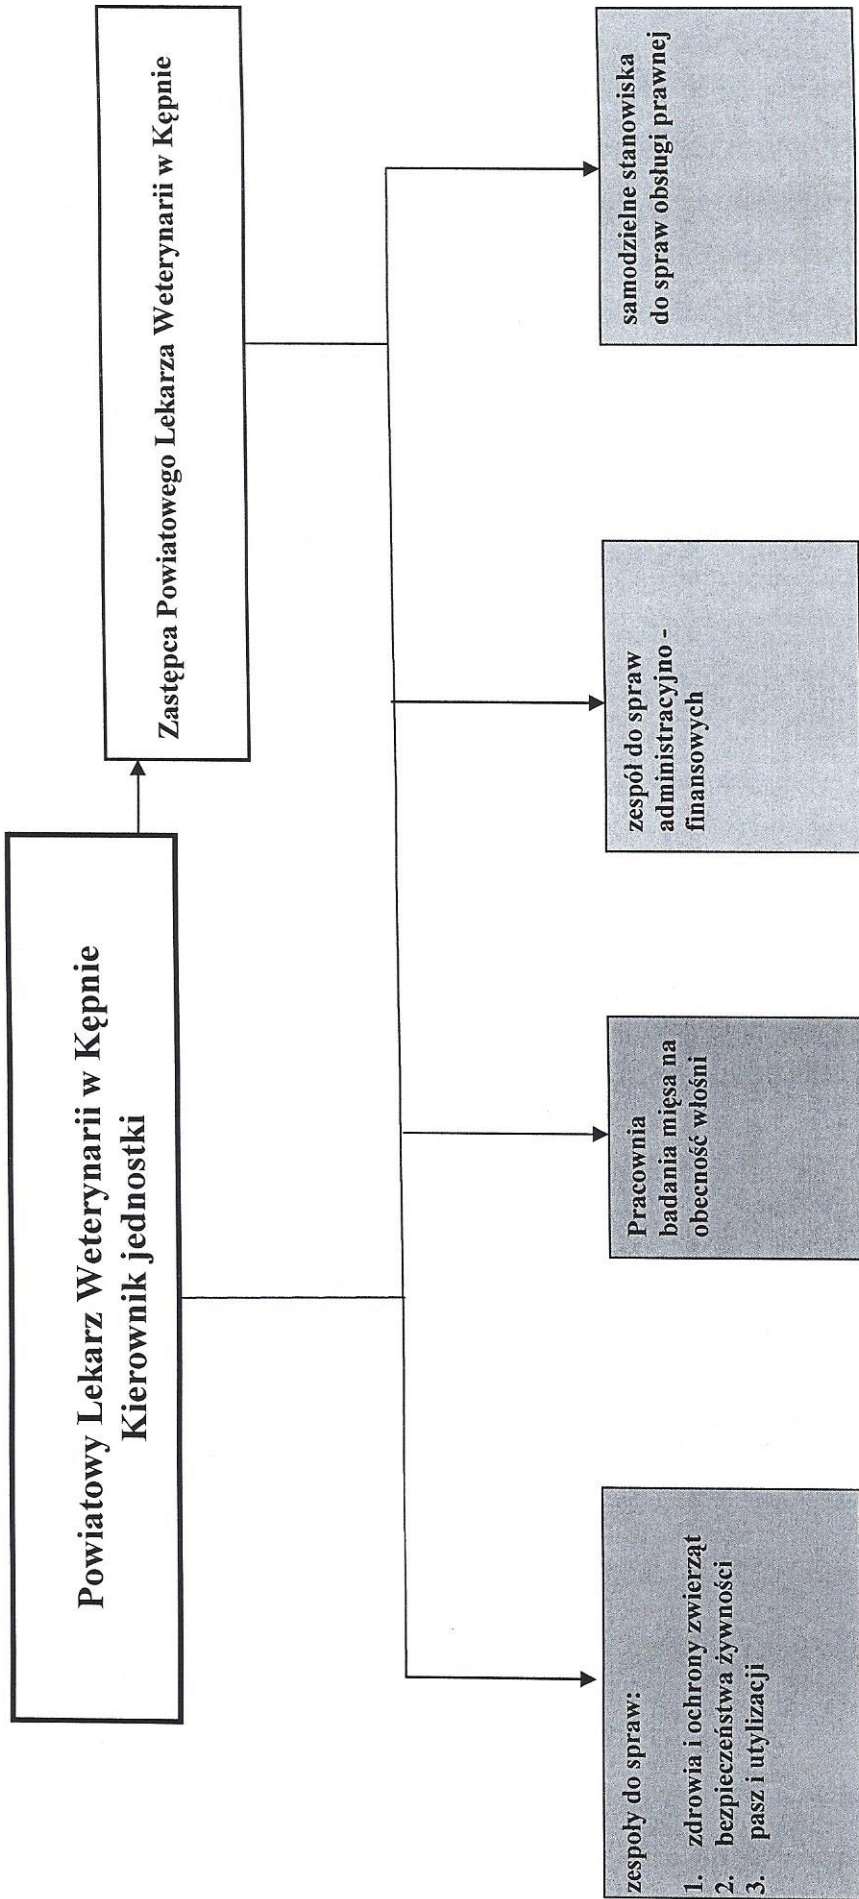 Powiatowy Lekarz Weterynarii w Kępnie
Kierownik jednostki
Zastępca Powiatowego Lekarza Weterynarii w Kępnie
zespoły do spraw:
1. zdrowia i ochrony zwierząt
2. bezpieczeństwa żywności
3. pasz i utylizacji
Pracownia
badania mięsa na
obecność włośni
zespół do spraw
administracyjno -
finansowych
samodzielne stanowiska
do spraw obsługi prawnej